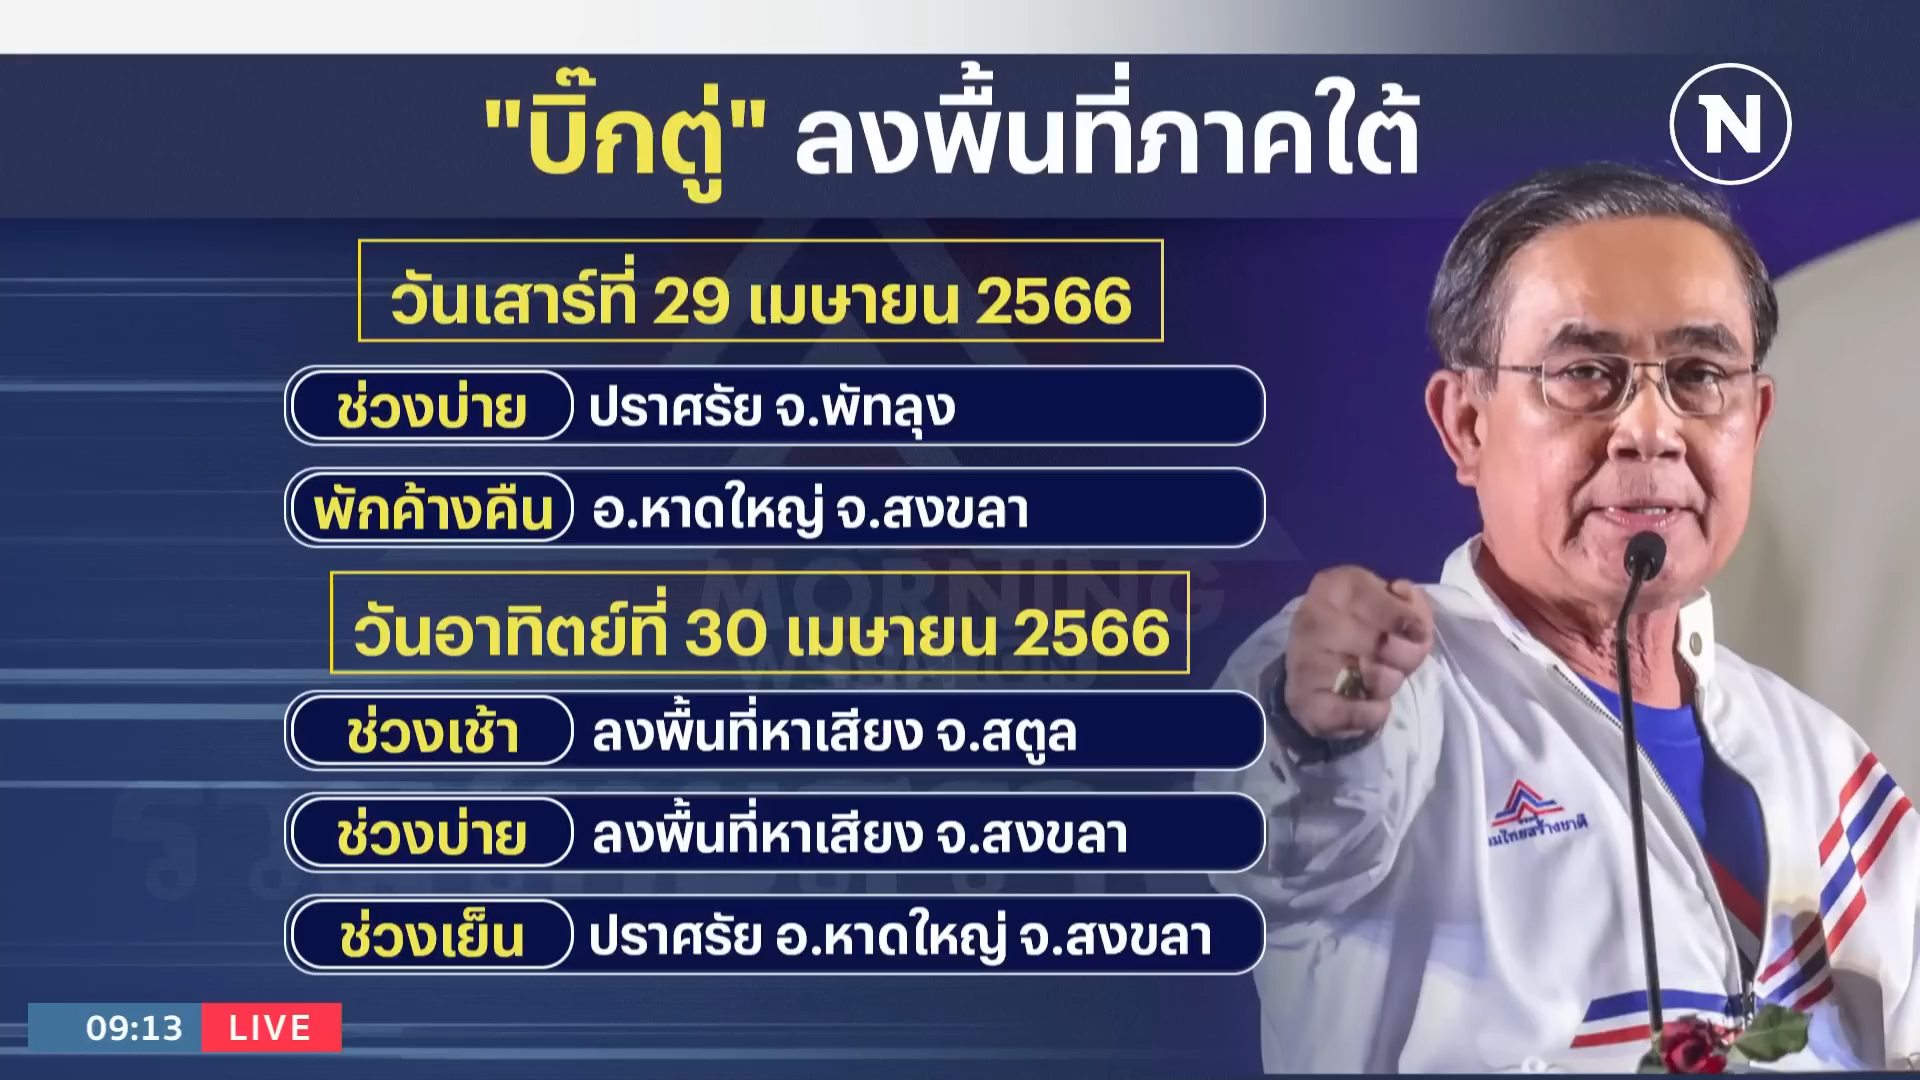 "บิ๊กตู่" ลงพื้นที่ภาคใต้
N
วันเสาร์ที่ 29 เมษายน 2566
ช่วงบ่าย ปราศรัย จ.พัทลุง
พักค้างคืน อ.หาดใหญ่ จ.สงขลา
MORNING
วันอาทิตย์ที่ 30 เมษายน 2566
ช่วงเช้า ลงพื้นที่หาเสียง จ.สตูล
ช่วงบ่าย ลงพื้นที่หาเสียง จ.สงขลา
ช่วงเย็น ปราศรัย อ.หาดใหญ่ จ.สงขลา
09:13 LIVE